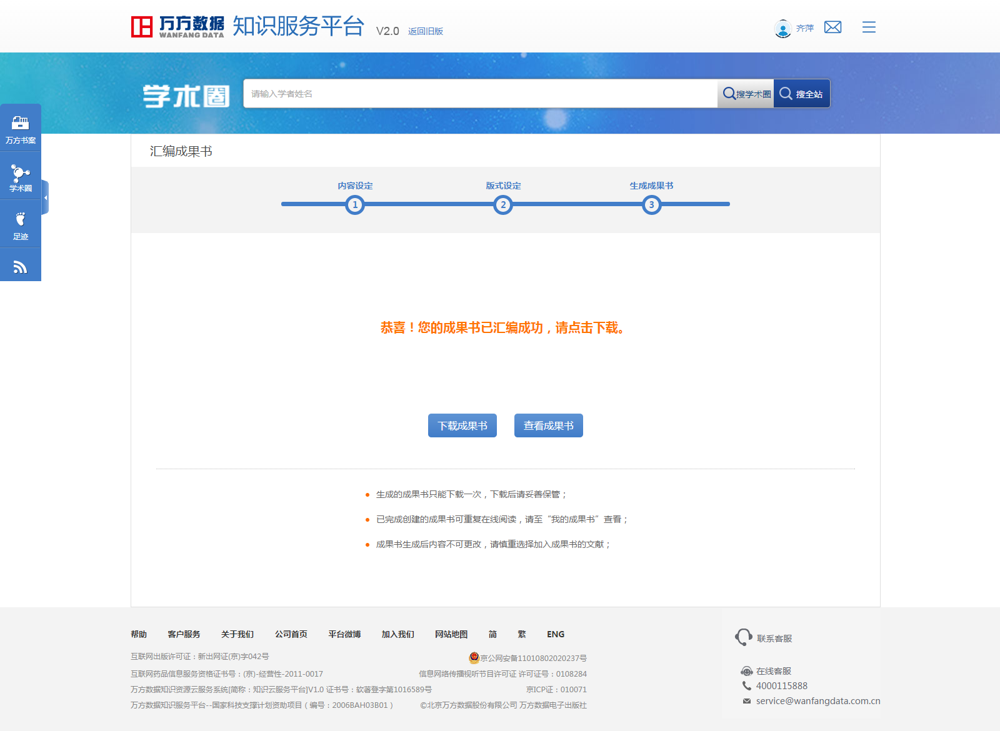 万方数据 WANFANG DATA 知识服务平台 V2.0 返回旧版 齐萍
学术圈 请输入学者姓名 搜学术圈 搜全站
万方书案
学术圈
足迹
汇编成果书
内容设定 版式设定 生成成果书
1 2 3
恭喜！您的成果书已汇编成功，请点击下载。
下载成果书 查看成果书
生成的成果书只能下载一次，下载后请妥善保管；
已完成创建的成果书可重复在线阅读，请至“我的成果书”查看；
成果书生成后内容不可更改，请慎重选择加入成果书的文献；
帮助 客户服务 关于我们 公司首页 平台微博 加入我们 网站地图 简 繁 ENG
互联网出版许可证：新出网证(京)字042号 京公网安备11010802020237号
互联网药品信息服务资格证书号：(京)-经营性-2011-0017 信息网络传播视听节目许可证 许可证号：0108284
万方数据知识资源云服务系统[简称：知识云服务平台]V1.0 证书号：软著登字第1016589号 京ICP证：010071
万方数据知识服务平台--国家科技支撑计划资助项目（编号：2006BAH03B01） ©北京万方数据股份有限公司 万方数据电子出版社
联系客服
在线客服
4000115888
service@wanfangdata.com.cn